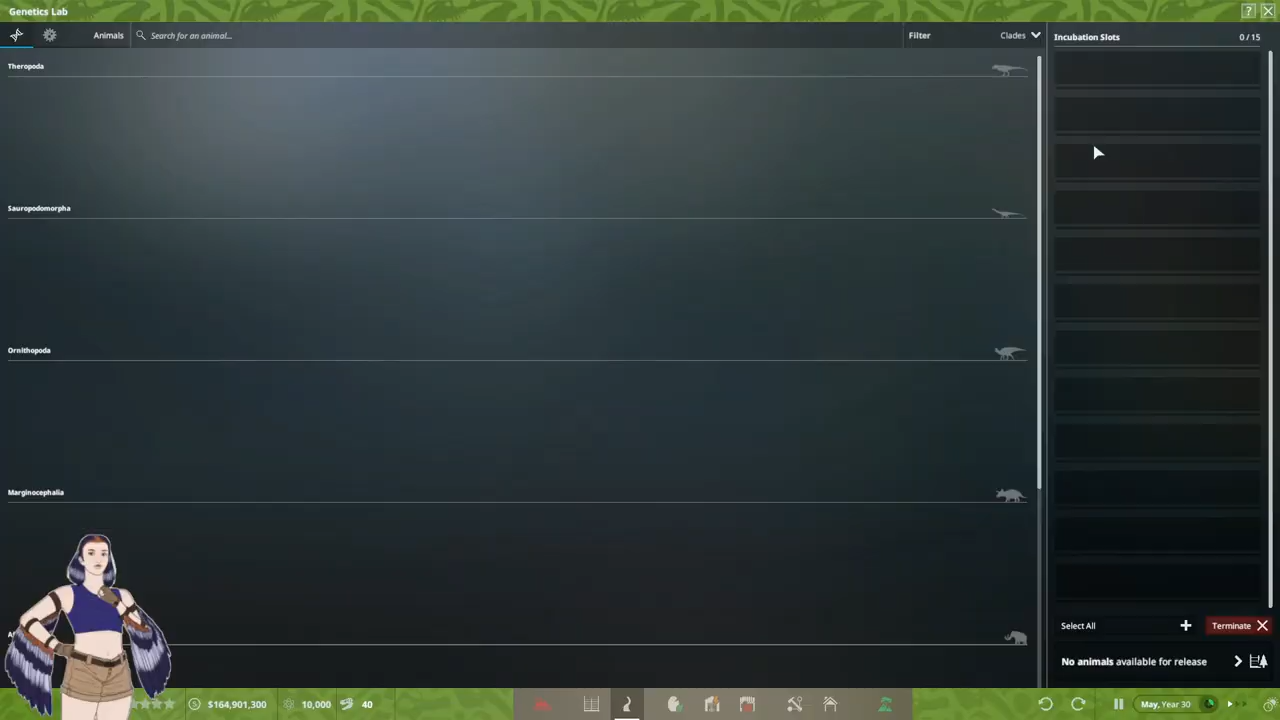 Genetics Lab
?
Animals
Search for an animal...
Filter
Clades
Incubation Slots
0 / 15
Theropoda
Sauropodomorpha
Ornithopoda
Marginocephalia
Select All
Terminate
No animals available for release
$164,901,300
10,000
40
May, Year 30